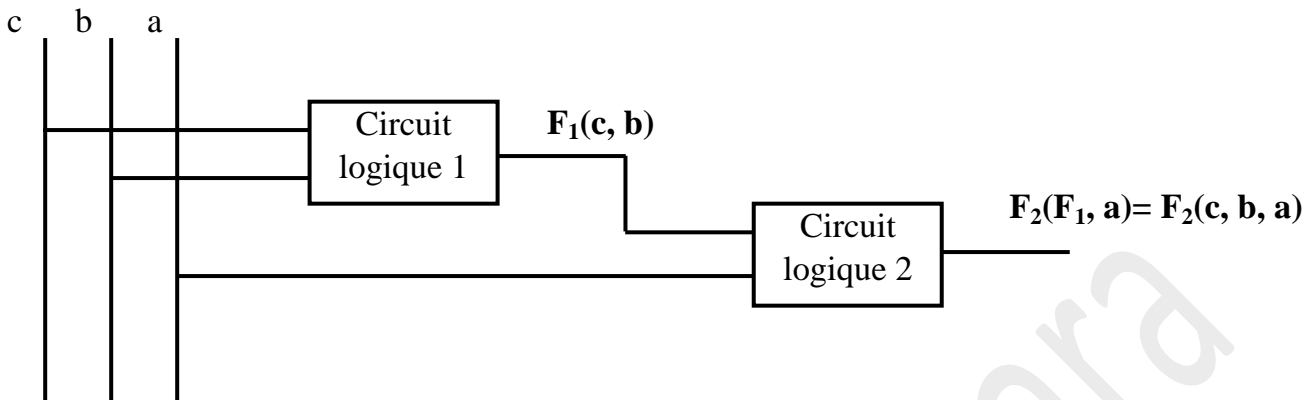 c b a
Circuit
logique 1
F₁(c, b)
Circuit
logique 2
F₂(F₁, a)= F₂(c, b, a)